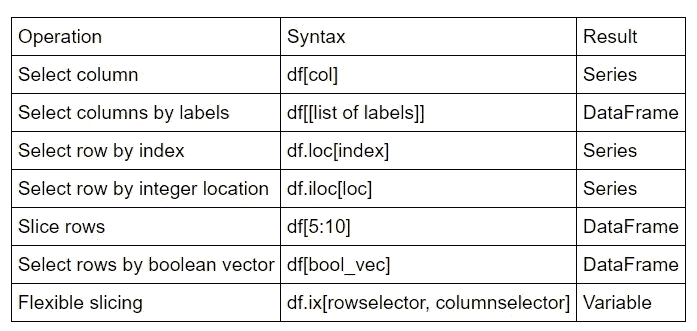 Operation Syntax Result
Select column df[col] Series
Select columns by labels df[[list of labels]] DataFrame
Select row by index df.loc[index] Series
Select row by integer location df.iloc[loc] Series
Slice rows df[5:10] DataFrame
Select rows by boolean vector df[bool_vec] DataFrame
Flexible slicing df.ix[rowselector, columnselector] Variable